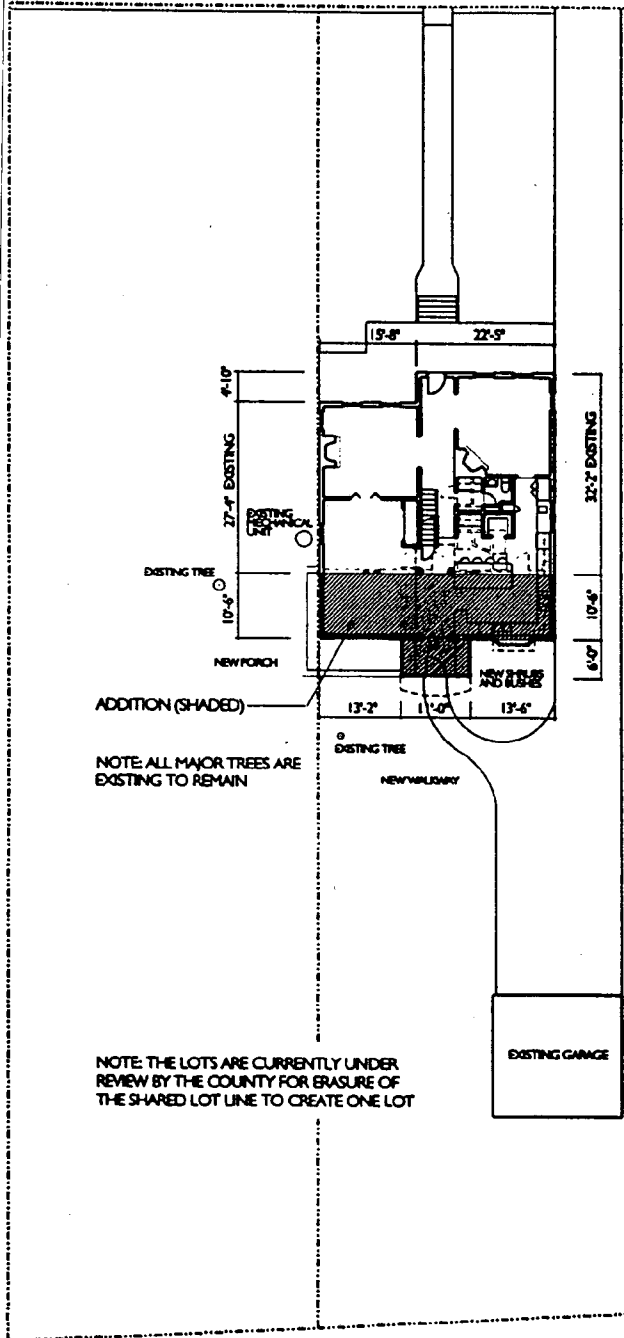 15'-8" 22'-5"
4'-10"
27'-4" EXISTING
32'-2" EXISTING
EXISTING
MECHANICAL
UNIT
EXISTING TREE
10'-6"
10'-6"
6'-0"
NEW PORCH
NEW SHRUBS
AND BUSHES
ADDITION (SHADED)
13'-2" 11'-0" 13'-6"
EXISTING TREE
NOTE: ALL MAJOR TREES ARE
EXISTING TO REMAIN
NEW WALKWAY
EXISTING GARAGE
NOTE: THE LOTS ARE CURRENTLY UNDER
REVIEW BY THE COUNTY FOR ERASURE OF
THE SHARED LOT LINE TO CREATE ONE LOT